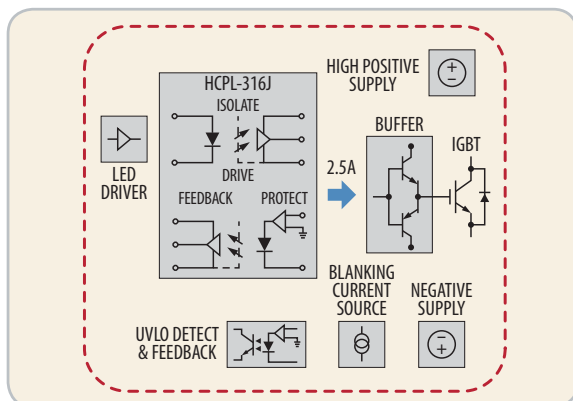 HCPL-316J
ISOLATE
DRIVE
FEEDBACK
PROTECT
LED
DRIVER
HIGH POSITIVE
SUPPLY
2.5A
BUFFER
IGBT
UVLO DETECT
& FEEDBACK
BLANKING
CURRENT
SOURCE
NEGATIVE
SUPPLY